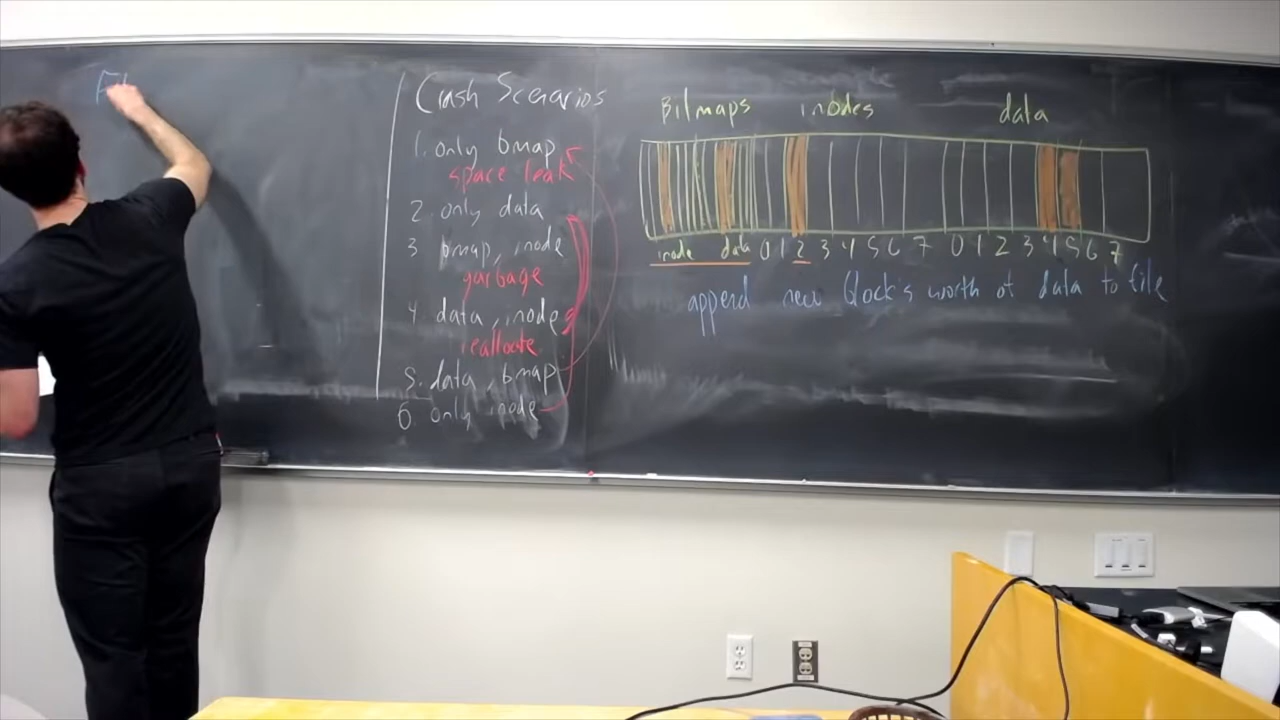 Crash Scenarios
1. only bmap
space leak
2. only data
3 bmap, inode
garbage
4. data, inode
reallocate
5. data, bmap
6. only inode
Bitmaps inodes data
inode data 0 1 2 3 4 5 6 7 0 1 2 3 4 5 6 7
append new block's worth of data to file